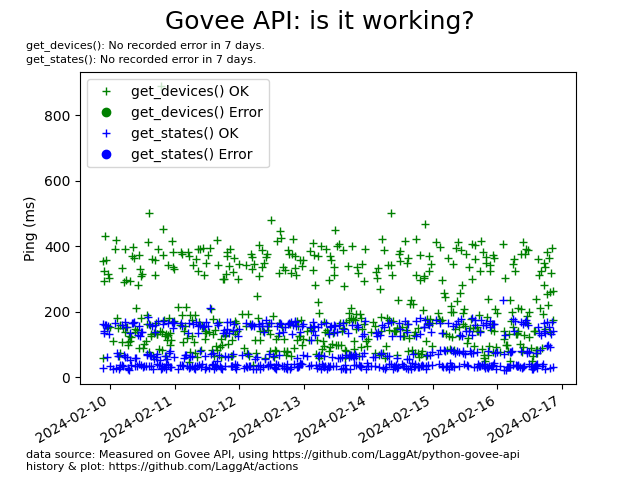 Govee API: is it working?
get_devices(): No recorded error in 7 days.
get_states(): No recorded error in 7 days.
get_devices() OK
get_devices() Error
get_states() OK
get_states() Error
Ping (ms)
800
600
400
200
0
2024-02-10
2024-02-11
2024-02-12
2024-02-13
2024-02-14
2024-02-15
2024-02-16
2024-02-17
data source: Measured on Govee API, using https://github.com/LaggAt/python-govee-api
history & plot: https://github.com/LaggAt/actions